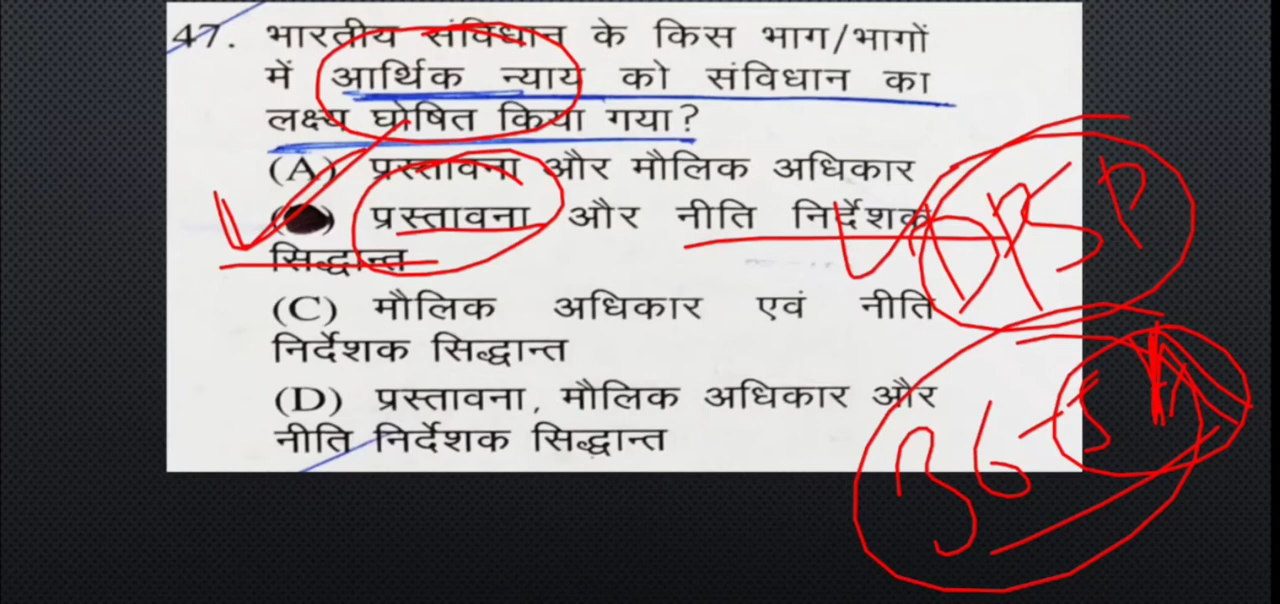 47. भारतीय संविधान के किस भाग/भागों
में आर्थिक न्याय को संविधान का
लक्ष्य घोषित किया गया?
(A) प्रस्तावना और मौलिक अधिकार
( ) प्रस्तावना और नीति निर्देशक
सिद्धान्त
(C) मौलिक अधिकार एवं नीति
निर्देशक सिद्धान्त
(D) प्रस्तावना, मौलिक अधिकार और
नीति निर्देशक सिद्धान्त
DPSP
36-51